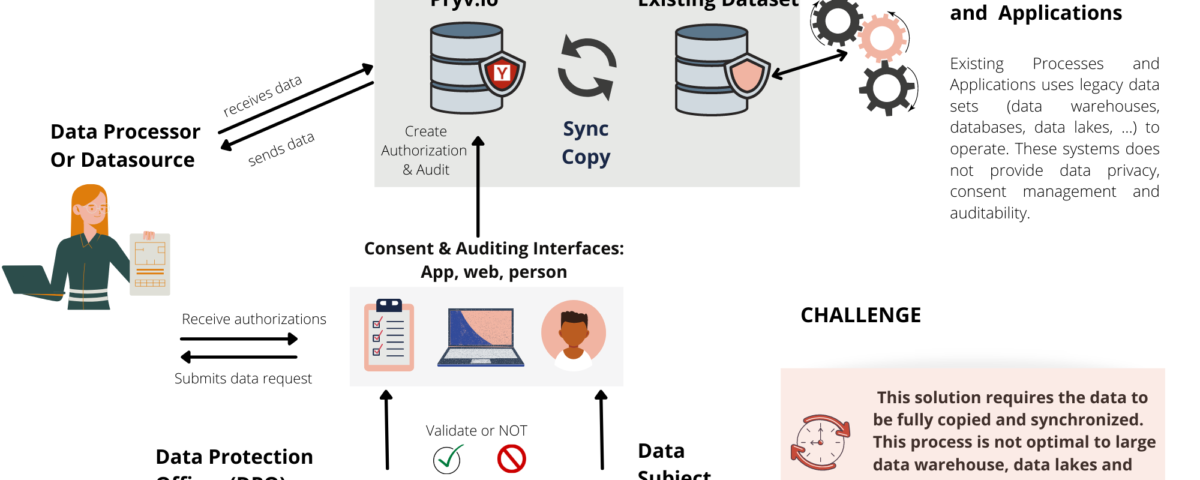 Pryv.io
Existing Dataset
and Applications
Existing Processes and
Applications uses legacy data
sets (data warehouses,
databases, data lakes, ...) to
operate. These systems does
not provide data privacy,
consent management and
auditability.
receives data
sends data
Data Processor
Or Datasource
Y
Create
Authorization
& Audit
Sync
Copy
Consent & Auditing Interfaces:
App, web, person
Receive authorizations
Submits data request
CHALLENGE
This solution requires the data to
be fully copied and synchronized.
This process is not optimal to large
data warehouse, data lakes and
Validate or NOT
Data Protection
Officer (DPO)
Data
Subject